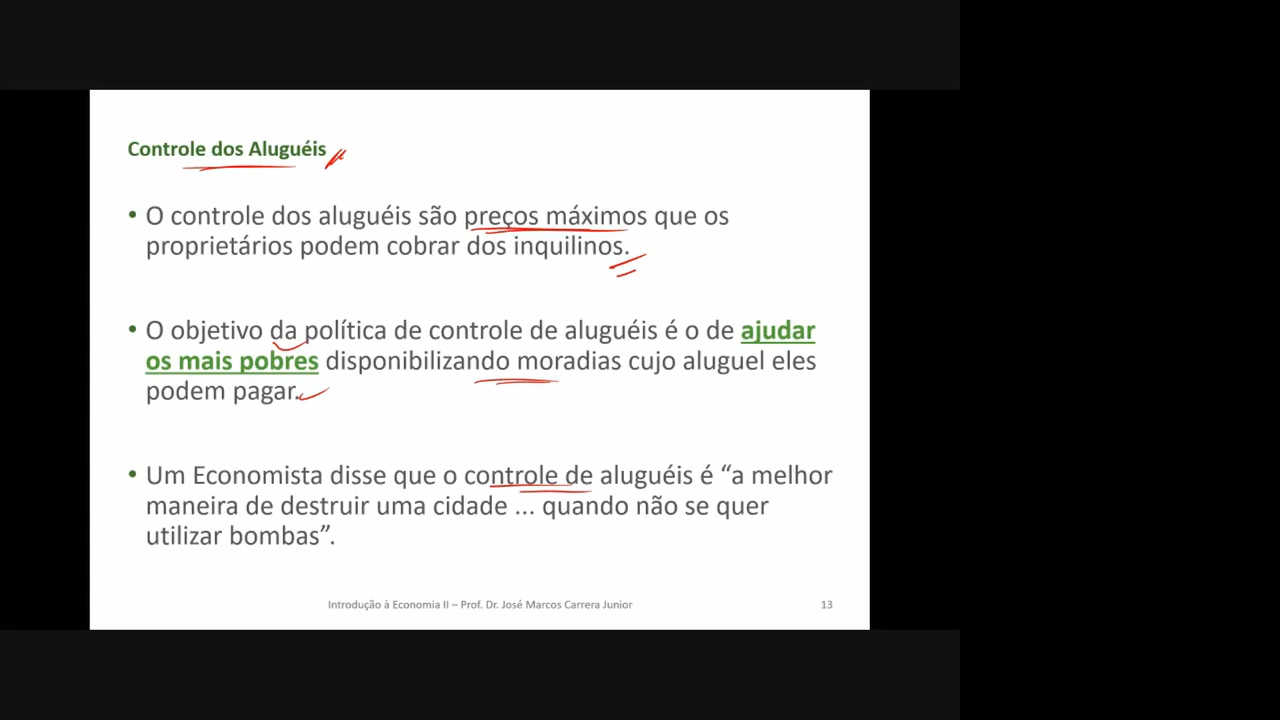 Controle dos Aluguéis
• O controle dos aluguéis são preços máximos que os
proprietários podem cobrar dos inquilinos.
• O objetivo da política de controle de aluguéis é o de ajudar
os mais pobres disponibilizando moradias cujo aluguel eles
podem pagar.
• Um Economista disse que o controle de aluguéis é “a melhor
maneira de destruir uma cidade ... quando não se quer
utilizar bombas”.
Introdução à Economia II – Prof. Dr. José Marcos Carrera Junior
13